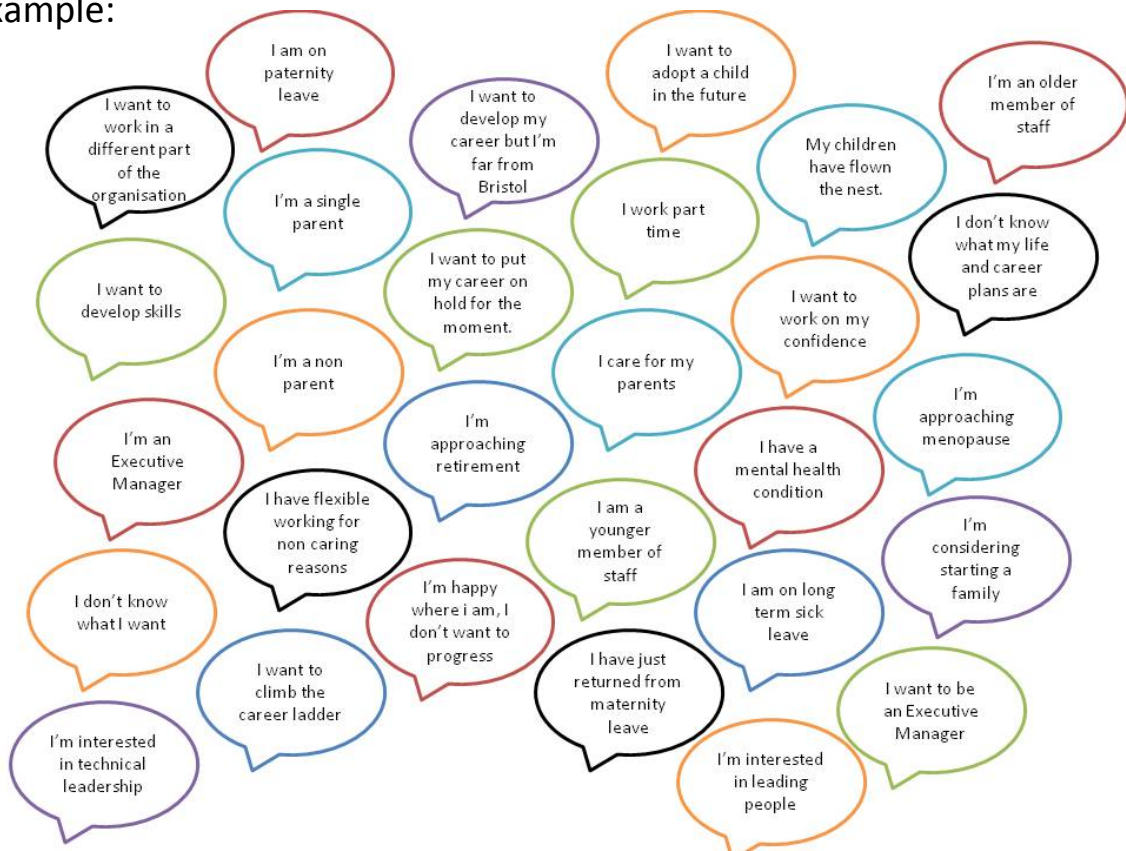 xample:
I am on
paternity
leave
I want to
adopt a child
in the future
I'm an older
member of
staff
I want to
work in a
different part
of the
organisation
I want to
develop my
career but I'm
far from
Bristol
My children
have flown
the nest.
I'm a single
parent
I work part
time
I don't know
what my life
and career
plans are
I want to
develop skills
I want to put
my career on
hold for the
moment.
I want to
work on my
confidence
I'm a non
parent
I care for my
parents
I'm
approaching
menopause
I'm an
Executive
Manager
I'm
approaching
retirement
I have a
mental health
condition
I have flexible
working for
non caring
reasons
I am a
younger
member of
staff
I'm
considering
starting a
family
I don't know
what I want
I'm happy
where i am, I
don't want to
progress
I am on long
term sick
leave
I want to
climb the
career ladder
I have just
returned from
maternity
leave
I want to be
an Executive
Manager
I'm interested
in technical
leadership
I'm interested
in leading
people